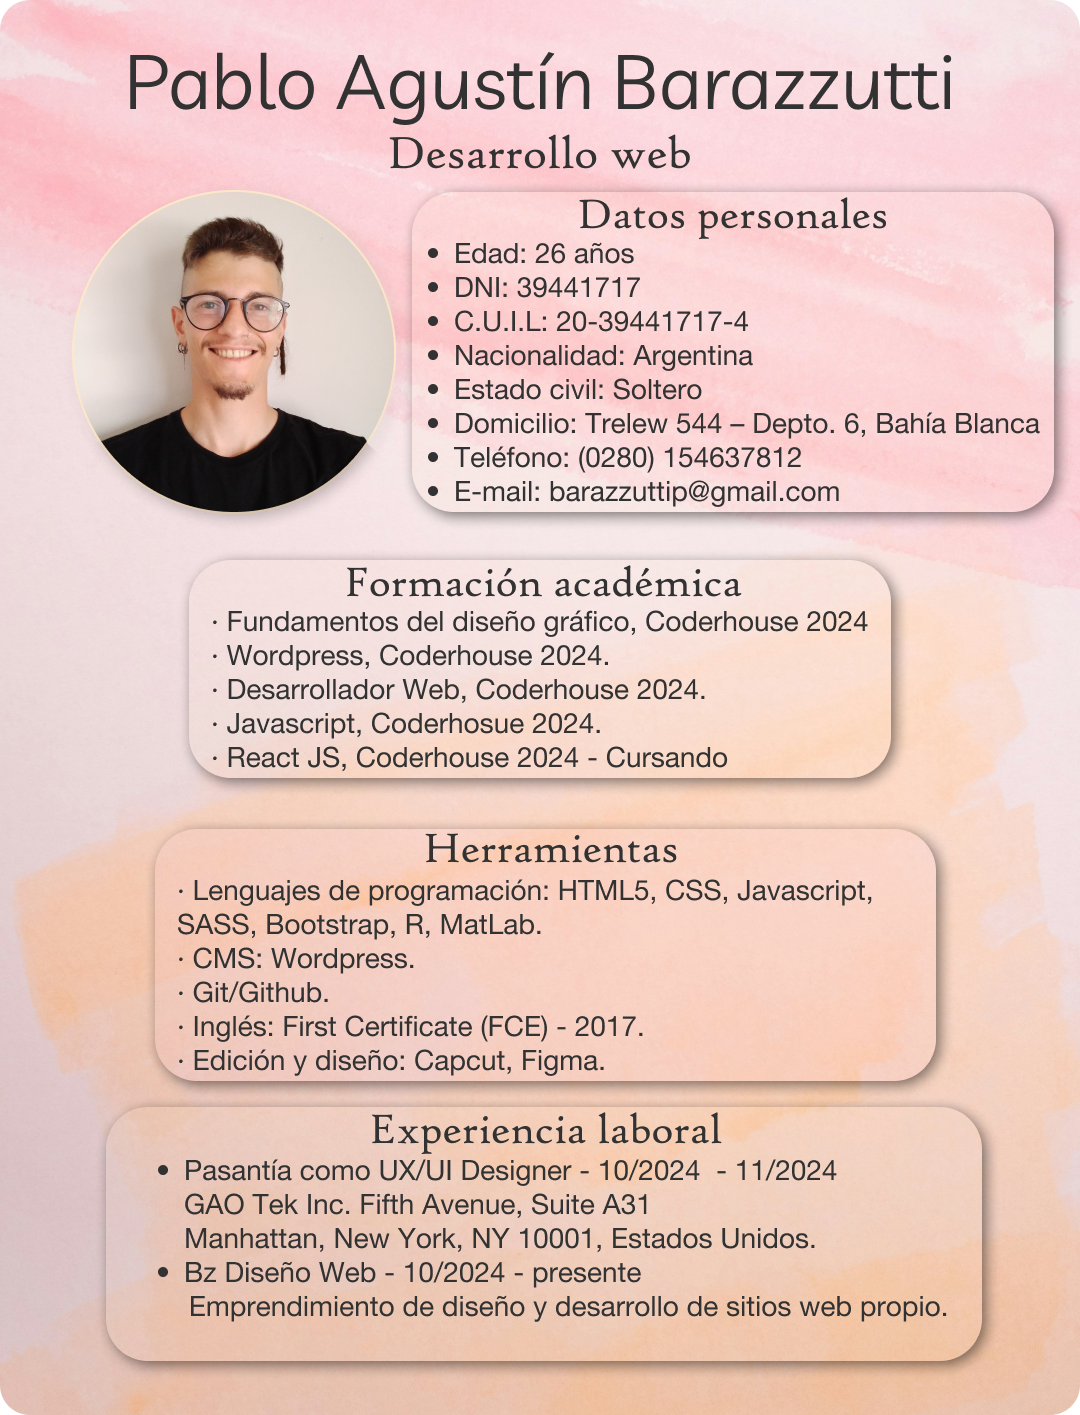 Pablo Agustín Barazzutti
Desarrollo web
Datos personales
• Edad: 26 años
• DNI: 39441717
• C.U.I.L: 20-39441717-4
• Nacionalidad: Argentina
• Estado civil: Soltero
• Domicilio: Trelew 544 – Depto. 6, Bahía Blanca
• Teléfono: (0280) 154637812
• E-mail: barazzuttip@gmail.com
Formación académica
· Fundamentos del diseño gráfico, Coderhouse 2024
· Wordpress, Coderhouse 2024.
· Desarrollador Web, Coderhouse 2024.
· Javascript, Coderhosue 2024.
· React JS, Coderhouse 2024 - Cursando
Herramientas
· Lenguajes de programación: HTML5, CSS, Javascript,
SASS, Bootstrap, R, MatLab.
· CMS: Wordpress.
· Git/Github.
· Inglés: First Certificate (FCE) - 2017.
· Edición y diseño: Capcut, Figma.
Experiencia laboral
• Pasantía como UX/UI Designer - 10/2024 - 11/2024
GAO Tek Inc. Fifth Avenue, Suite A31
Manhattan, New York, NY 10001, Estados Unidos.
• Bz Diseño Web - 10/2024 - presente
Emprendimiento de diseño y desarrollo de sitios web propio.